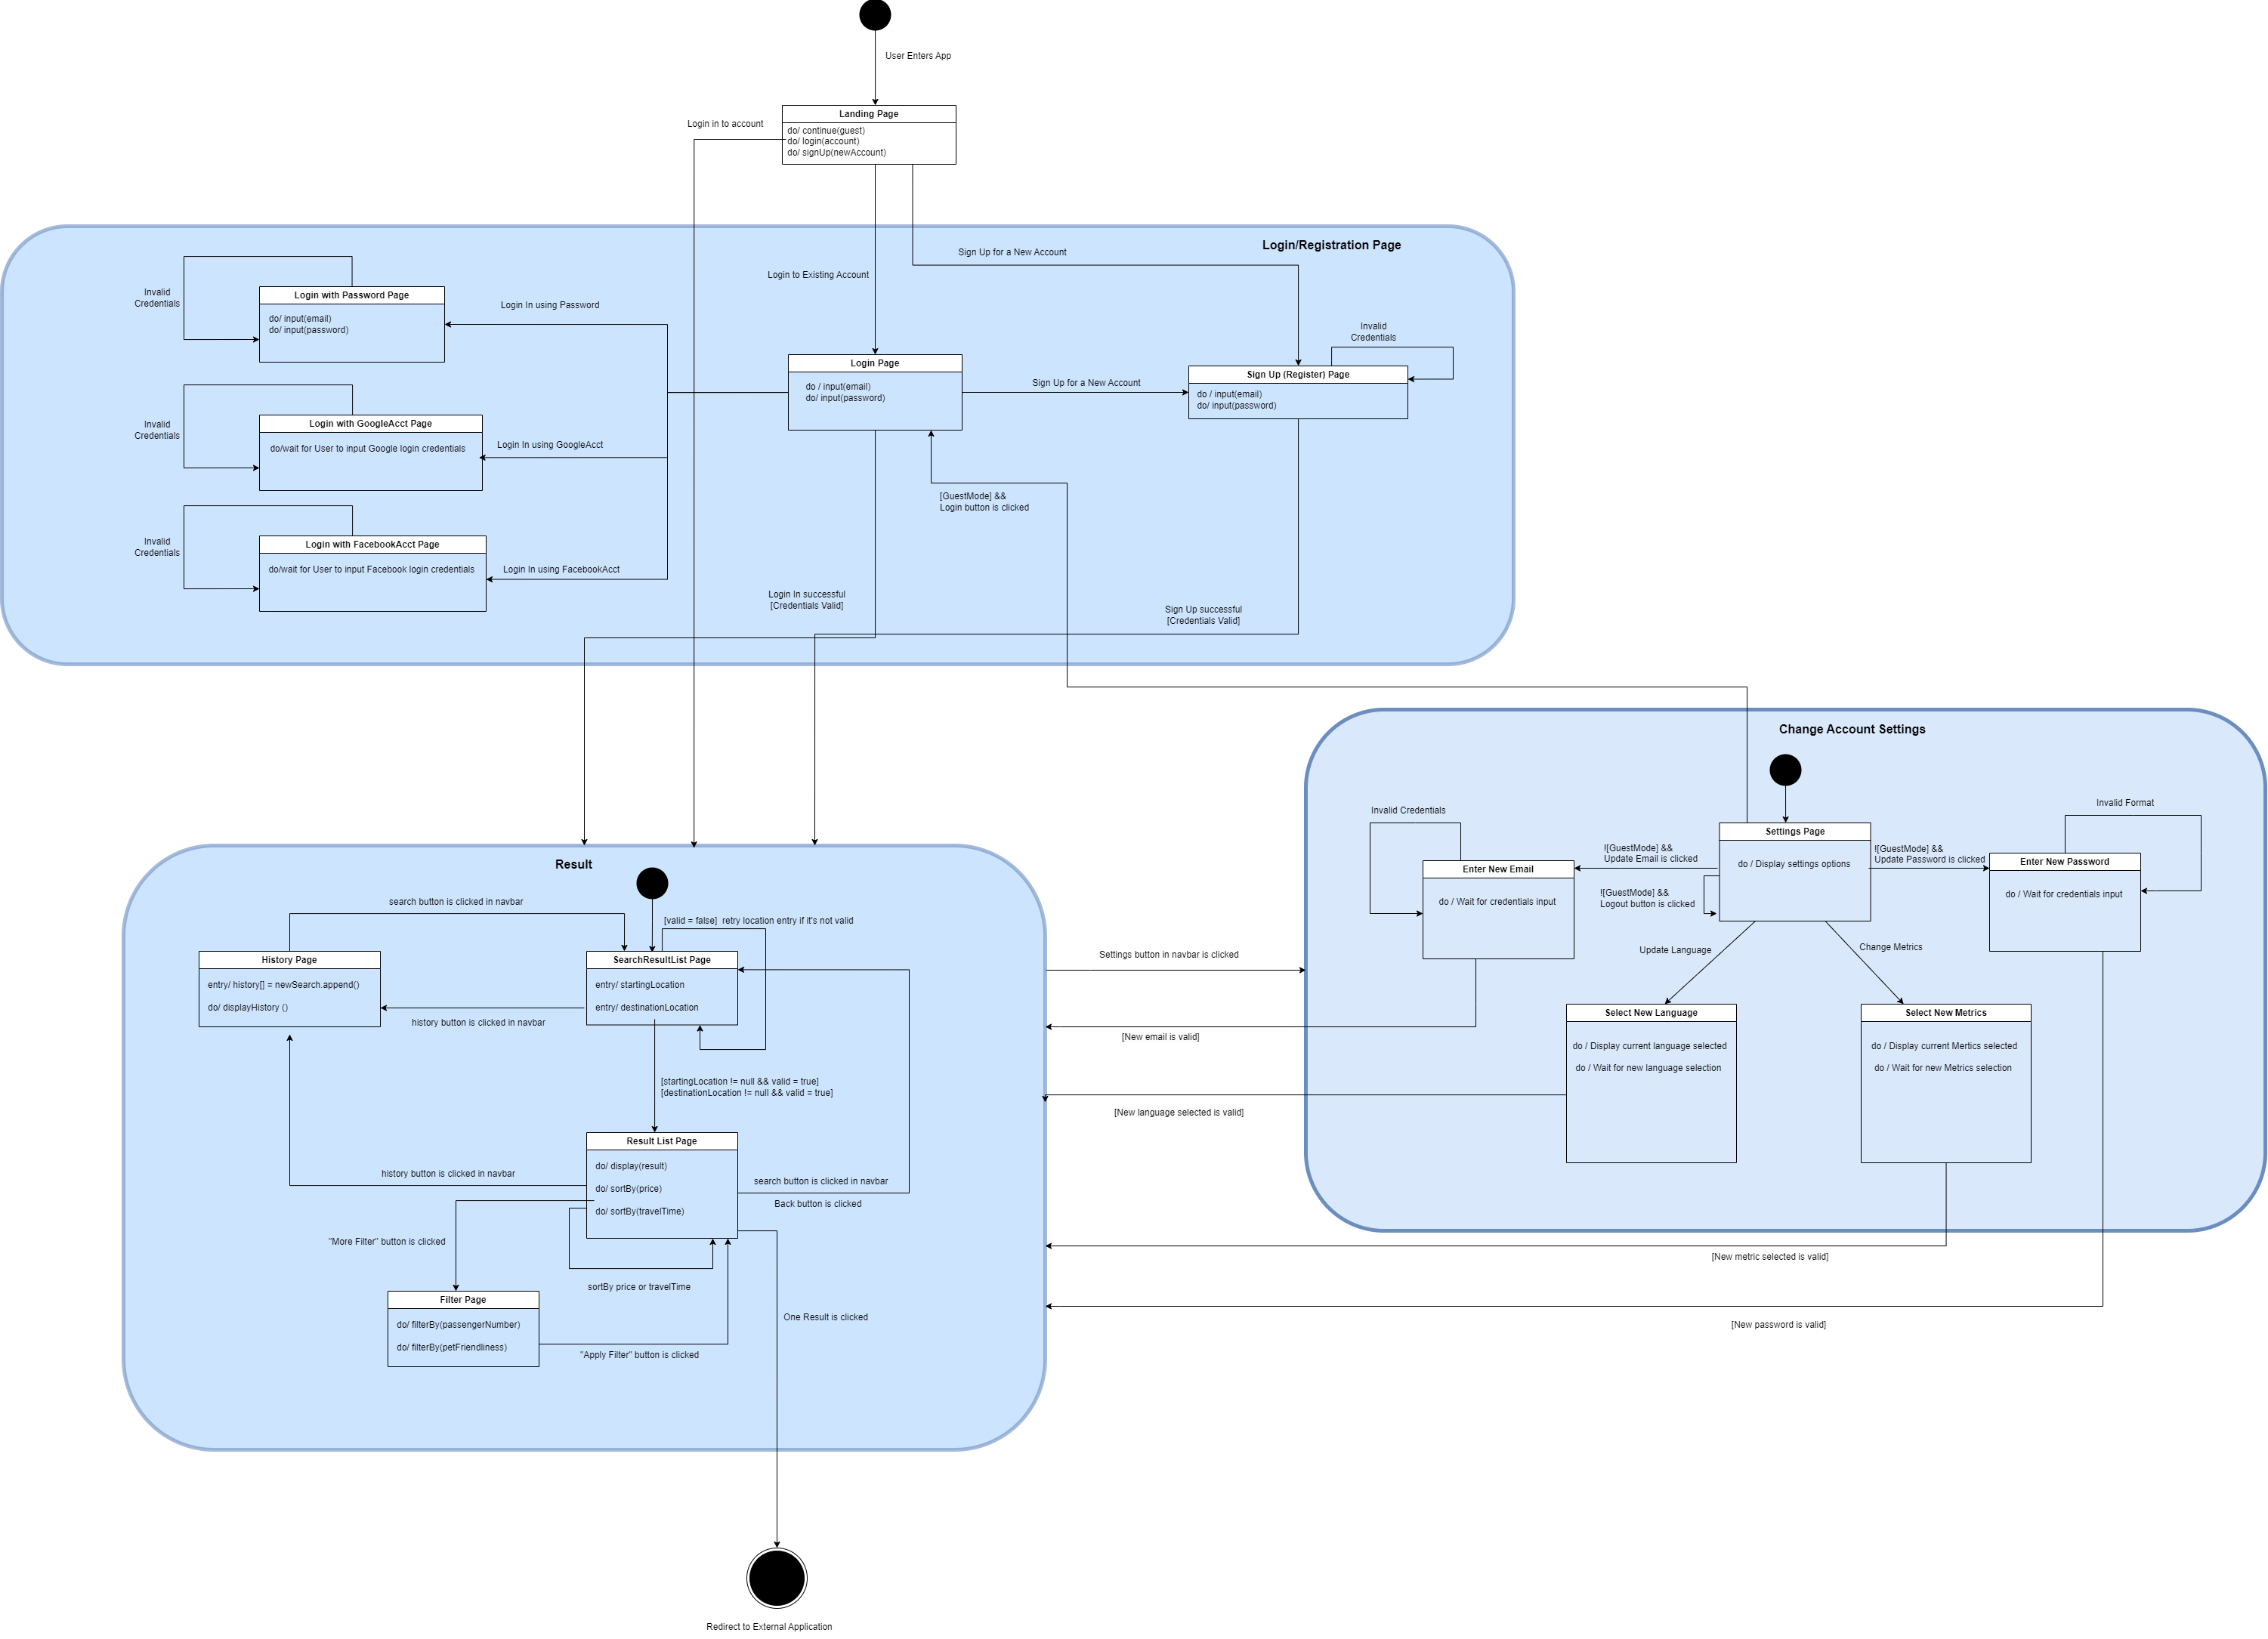 User Enters App
Landing Page
do/ continue(guest)
do/ login(account)
do/ signUp(newAccount)
Login in to account
Login/Registration Page
Sign Up for a New Account
Login to Existing Account
Invalid
Credentials
Login with Password Page
do/ input(email)
do/ input(password)
Login In using Password
Invalid
Credentials
Login Page
do / input(email)
do/ input(password)
Sign Up for a New Account
Sign Up (Register) Page
do / input(email)
do/ input(password)
Invalid
Credentials
Login with GoogleAcct Page
do/wait for User to input Google login credentials
Login In using GoogleAcct
[GuestMode] &&
Login button is clicked
Invalid
Credentials
Login with FacebookAcct Page
do/wait for User to input Facebook login credentials
Login In using FacebookAcct
Login In successful
[Credentials Valid]
Sign Up successful
[Credentials Valid]
Change Account Settings
Invalid Credentials
Invalid Format
Settings Page
do / Display settings options
![GuestMode] &&
Update Email is clicked
![GuestMode] &&
Update Password is clicked
![GuestMode] &&
Logout button is clicked
Enter New Email
do / Wait for credentials input
Enter New Password
do / Wait for credentials input
Update Language
Change Metrics
Select New Language
do / Display current language selected
do / Wait for new language selection
Select New Metrics
do / Display current Mertics selected
do / Wait for new Metrics selection
Result
search button is clicked in navbar
[valid = false]  retry location entry if it's not valid
History Page
entry/ history[] = newSearch.append()
do/ displayHistory ()
SearchResultList Page
entry/ startingLocation
entry/ destinationLocation
history button is clicked in navbar
Settings button in navbar is clicked
[New email is valid]
[startingLocation != null && valid = true]
[destinationLocation != null && valid = true]
[New language selected is valid]
Result List Page
do/ display(result)
do/ sortBy(price)
do/ sortBy(travelTime)
history button is clicked in navbar
search button is clicked in navbar
Back button is clicked
"More Filter" button is clicked
sortBy price or travelTime
[New metric selected is valid]
Filter Page
do/ filterBy(passengerNumber)
do/ filterBy(petFriendliness)
One Result is clicked
[New password is valid]
"Apply Filter" button is clicked
Redirect to External Application